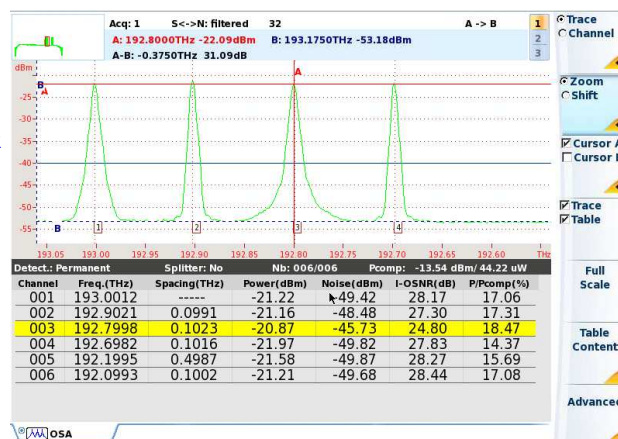 Acq: 1 S<->N: filtered 32 A -> B
A: 192.8000THz -22.09dBm B: 193.1750THz -53.18dBm
A-B: -0.3750THz 31.09dB
1
2
3
Trace
Channel
dBm
B
A
A
-25
-30
-35
-40
-45
-50
-55
B
1 2 3 4
193.05 193.00 192.95 192.90 192.85 192.80 192.75 192.70 192.65 192.60 THz
Zoom
Shift
Cursor A
Cursor
Trace
Table
Full
Scale
Table
Content
Advanced
Detect.: Permanent Splitter: No Nb: 006/006 Pcomp: -13.54 dBm/ 44.22 uW
Channel Freq.(THz) Spacing(THz) Power(dBm) Noise(dBm) I-OSNR(dB) P/Pcomp(%)
001 193.0012 ----- -21.22 -49.42 28.17 17.06
002 192.9021 0.0991 -21.16 -48.48 27.30 17.31
003 192.7998 0.1023 -20.87 -45.73 24.80 18.47
004 192.6982 0.1016 -21.97 -49.82 27.83 14.37
005 192.1995 0.4987 -21.58 -49.87 28.27 15.69
006 192.0993 0.1002 -21.21 -49.68 28.44 17.08
OSA